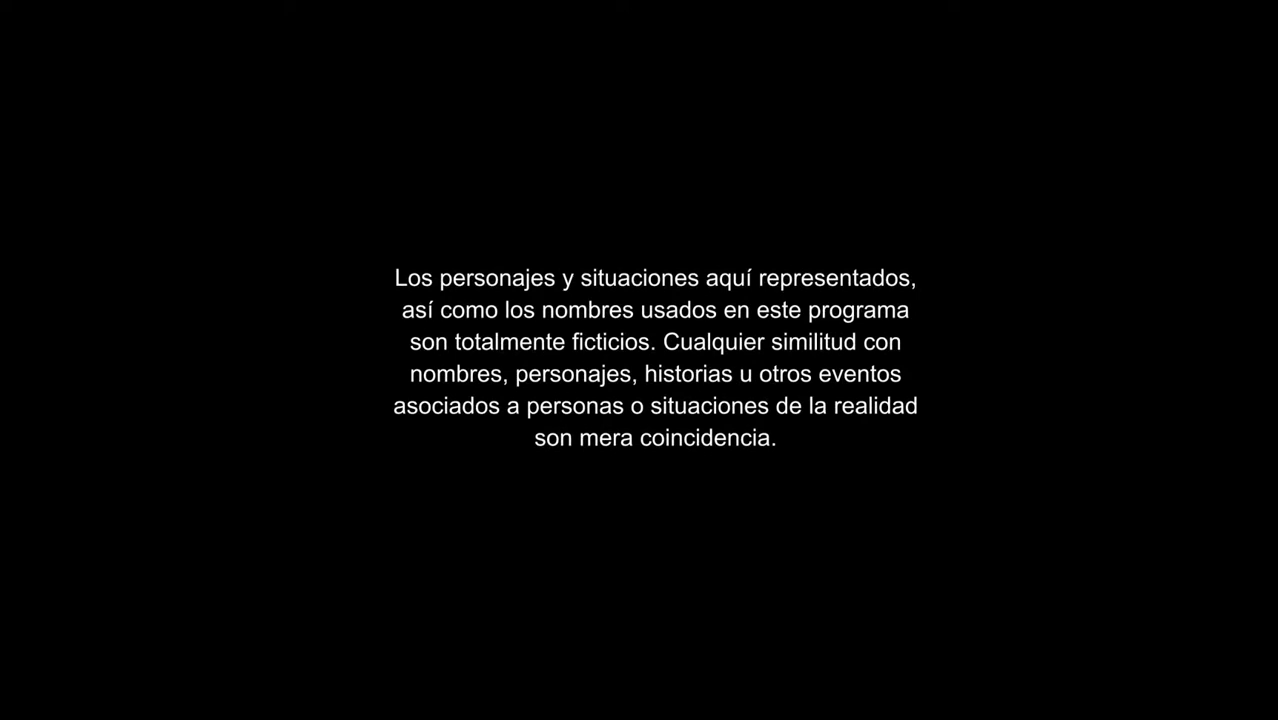 Los personajes y situaciones aquí representados,
así como los nombres usados en este programa
son totalmente ficticios. Cualquier similitud con
nombres, personajes, historias u otros eventos
asociados a personas o situaciones de la realidad
son mera coincidencia.